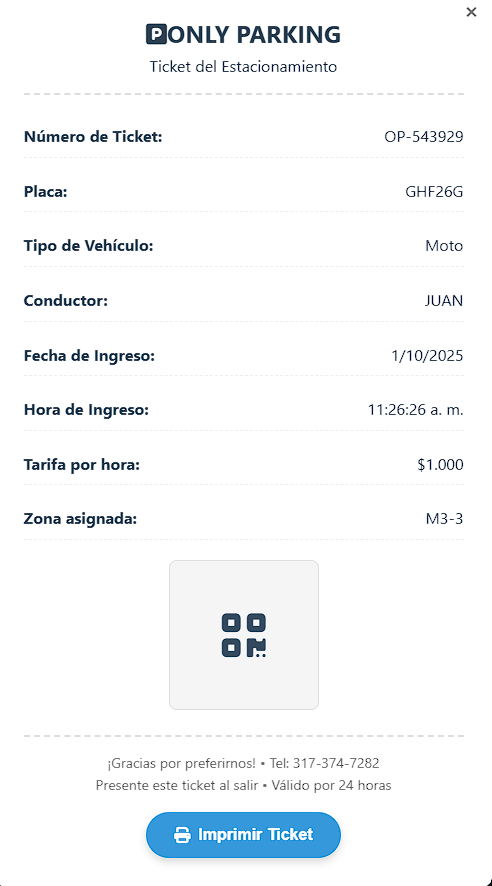 ONLY PARKING
Ticket del Estacionamiento
Número de Ticket: OP-543929
Placa: GHF26G
Tipo de Vehículo: Moto
Conductor: JUAN
Fecha de Ingreso: 1/10/2025
Hora de Ingreso: 11:26:26 a. m.
Tarifa por hora: $1.000
Zona asignada: M3-3
¡Gracias por preferirnos! • Tel: 317-374-7282
Presente este ticket al salir • Válido por 24 horas
Imprimir Ticket